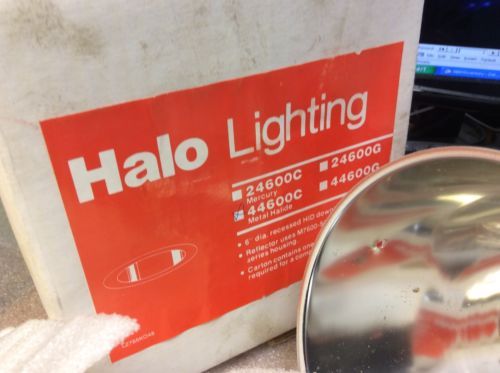 Halo Lighting
24600C 24600G
Mercury
44600C 44600G
Metal Halide
• 6" dia. recessed HID
• Reflector uses M7600
series housing
• Carton contains one
required for a